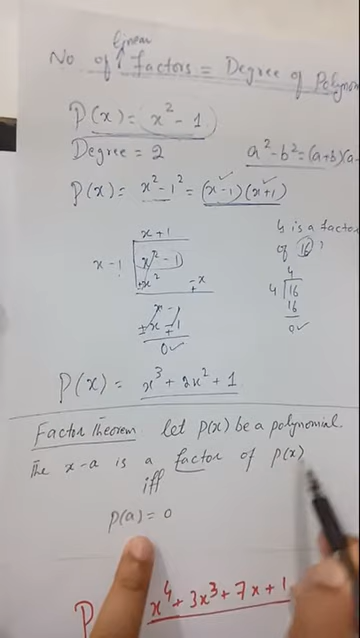 linear
No of ↑ factors = Degree of Polynom
P(x) = x² - 1
Degree = 2
a² - b² = (a+b)(a-
P(x) = x² - 1² = (x-1)(x+1)
x + 1
x - 1 x² - 1
x² - x
x - 1
x - 1
0
is a factor
of 16 ?
4
4 16
16
0
P(x) = x³ + 2x² + 1
Factor Theorem let P(x) be a polynomial.
The x-a is a factor of P(x)
iff
P(a) = 0
P x⁴ + 3x³ + 7x + 1